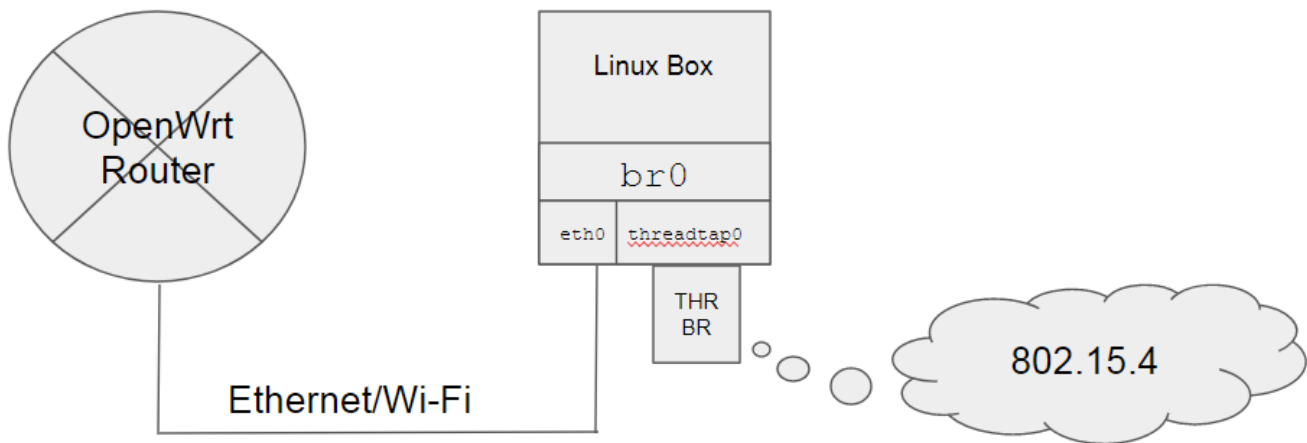 OpenWrt
Router
Linux Box
br0
eth0
threadtap0
THR
BR
802.15.4
Ethernet/Wi-Fi